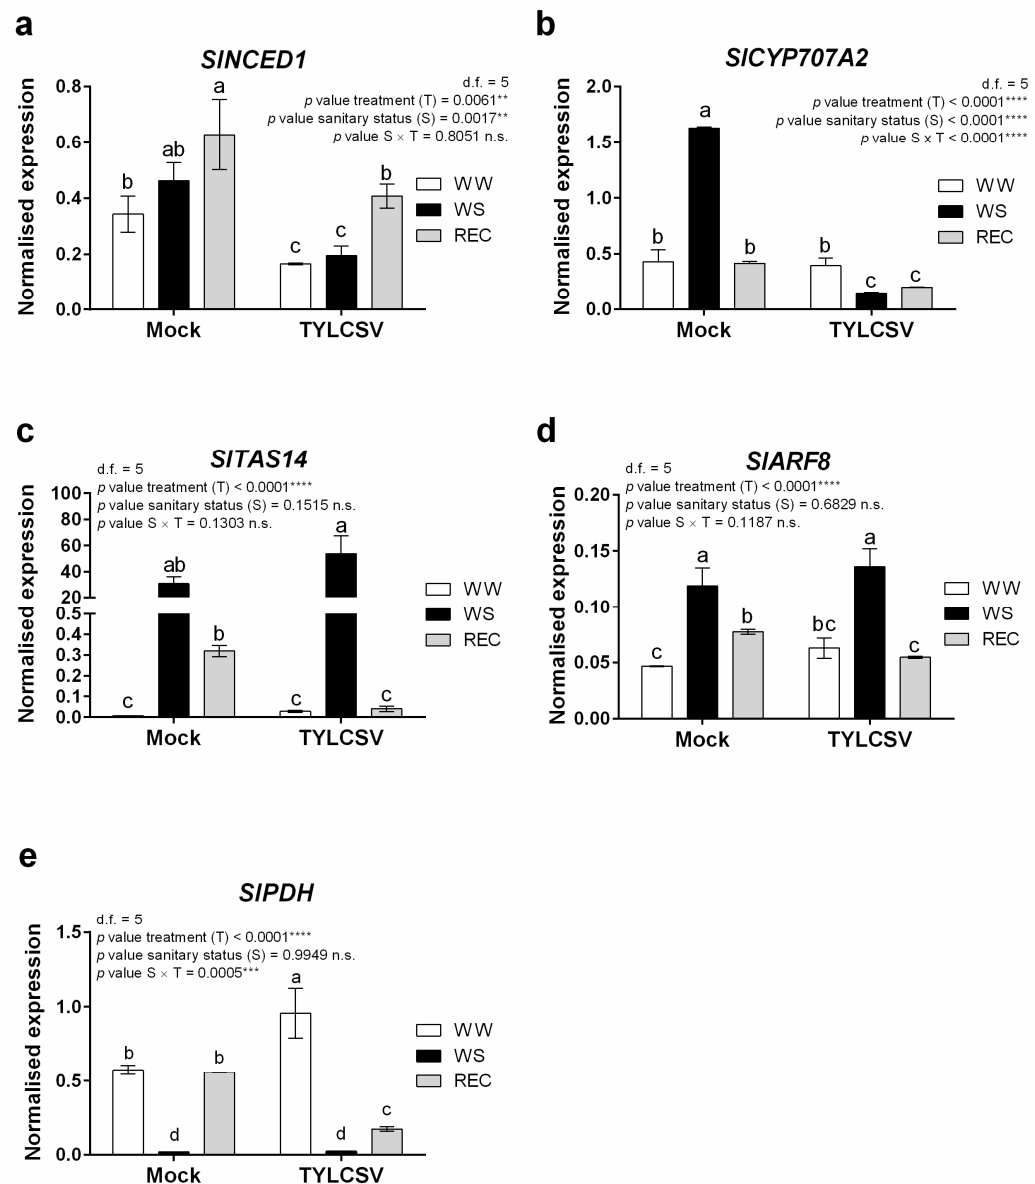 a
SlNCED1
d.f. = 5
p value treatment (T) = 0.0061**
p value sanitary status (S) = 0.0017**
p value S × T = 0.8051 n.s.
Normalised expression
0.8
0.6
0.4
0.2
0.0
b
ab
a
c
c
b
Mock
TYLCSV
WW
WS
REC
b
SlCYP707A2
d.f. = 5
p value treatment (T) < 0.0001****
p value sanitary status (S) < 0.0001****
p value S x T < 0.0001****
Normalised expression
2.0
1.5
1.0
0.5
0.0
b
a
b
b
c
c
Mock
TYLCSV
WW
WS
REC
c
SlTAS14
d.f. = 5
p value treatment (T) < 0.0001****
p value sanitary status (S) = 0.1515 n.s.
p value S × T = 0.1303 n.s.
Normalised expression
100
80
60
40
20
0.5
0.4
0.3
0.2
0.1
0.0
c
ab
b
c
a
c
Mock
TYLCSV
WW
WS
REC
d
SlARF8
d.f. = 5
p value treatment (T) < 0.0001****
p value sanitary status (S) = 0.6829 n.s.
p value S × T = 0.1187 n.s.
Normalised expression
0.20
0.15
0.10
0.05
0.00
c
a
b
bc
a
c
Mock
TYLCSV
WW
WS
REC
e
SlPDH
d.f. = 5
p value treatment (T) < 0.0001****
p value sanitary status (S) = 0.9949 n.s.
p value S × T = 0.0005***
Normalised expression
1.5
1.0
0.5
0.0
b
d
b
a
d
c
Mock
TYLCSV
WW
WS
REC